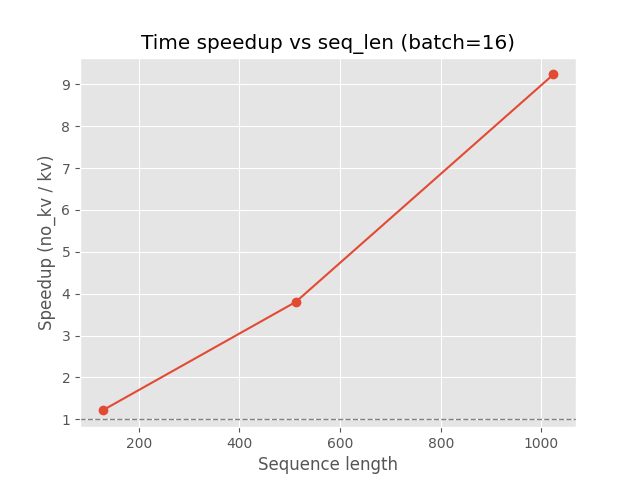 Time speedup vs seq_len (batch=16)
Speedup (no_kv / kv)
9
8
7
6
5
4
3
2
1
200 400 600 800 1000
Sequence length